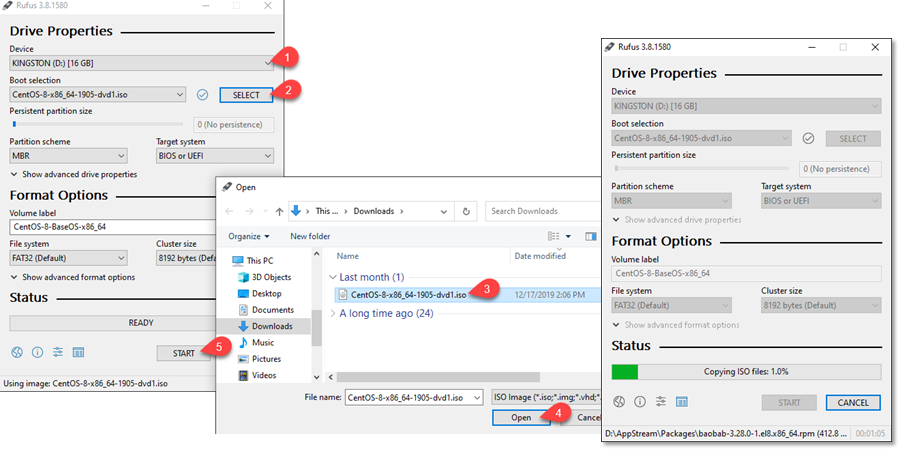 Rufus 3.8.1580
Drive Properties
Device
KINGSTON (D:) [16 GB]
1
Boot selection
CentOS-8-x86_64-1905-dvd1.iso
SELECT
2
Persistent partition size
0 (No persistence)
Partition scheme
Target system
MBR
BIOS or UEFI
Show advanced drive properties
Format Options
Volume label
CentOS-8-BaseOS-x86_64
File system
Cluster size
FAT32 (Default)
8192 bytes (Default)
Show advanced format options
Status
READY
START
5
Using image: CentOS-8-x86_64-1905-dvd1.iso
Open
This ...
Downloads
Search Downloads
Organize
New folder
This PC
3D Objects
Desktop
Documents
Downloads
Music
Pictures
Videos
Name
Date modified
Last month (1)
CentOS-8-x86_64-1905-dvd1.iso
3
12/17/2019 2:06 PM
A long time ago (24)
File name:
CentOS-8-x86_64-1905-dvd1.iso
ISO Image (*.iso;*.img;*.vhd;*.
Open
4
Cancel
Rufus 3.8.1580
Drive Properties
Device
KINGSTON (D:) [16 GB]
Boot selection
CentOS-8-x86_64-1905-dvd1.iso
SELECT
Persistent partition size
0 (No persistence)
Partition scheme
Target system
MBR
BIOS or UEFI
Show advanced drive properties
Format Options
Volume label
CentOS-8-BaseOS-x86_64
File system
Cluster size
FAT32 (Default)
8192 bytes (Default)
Show advanced format options
Status
Copying ISO files: 1.0%
START
CANCEL
D:\AppStream\Packages\baobab-3.28.0-1.el8.x86_64.rpm (412.8
00:01:05